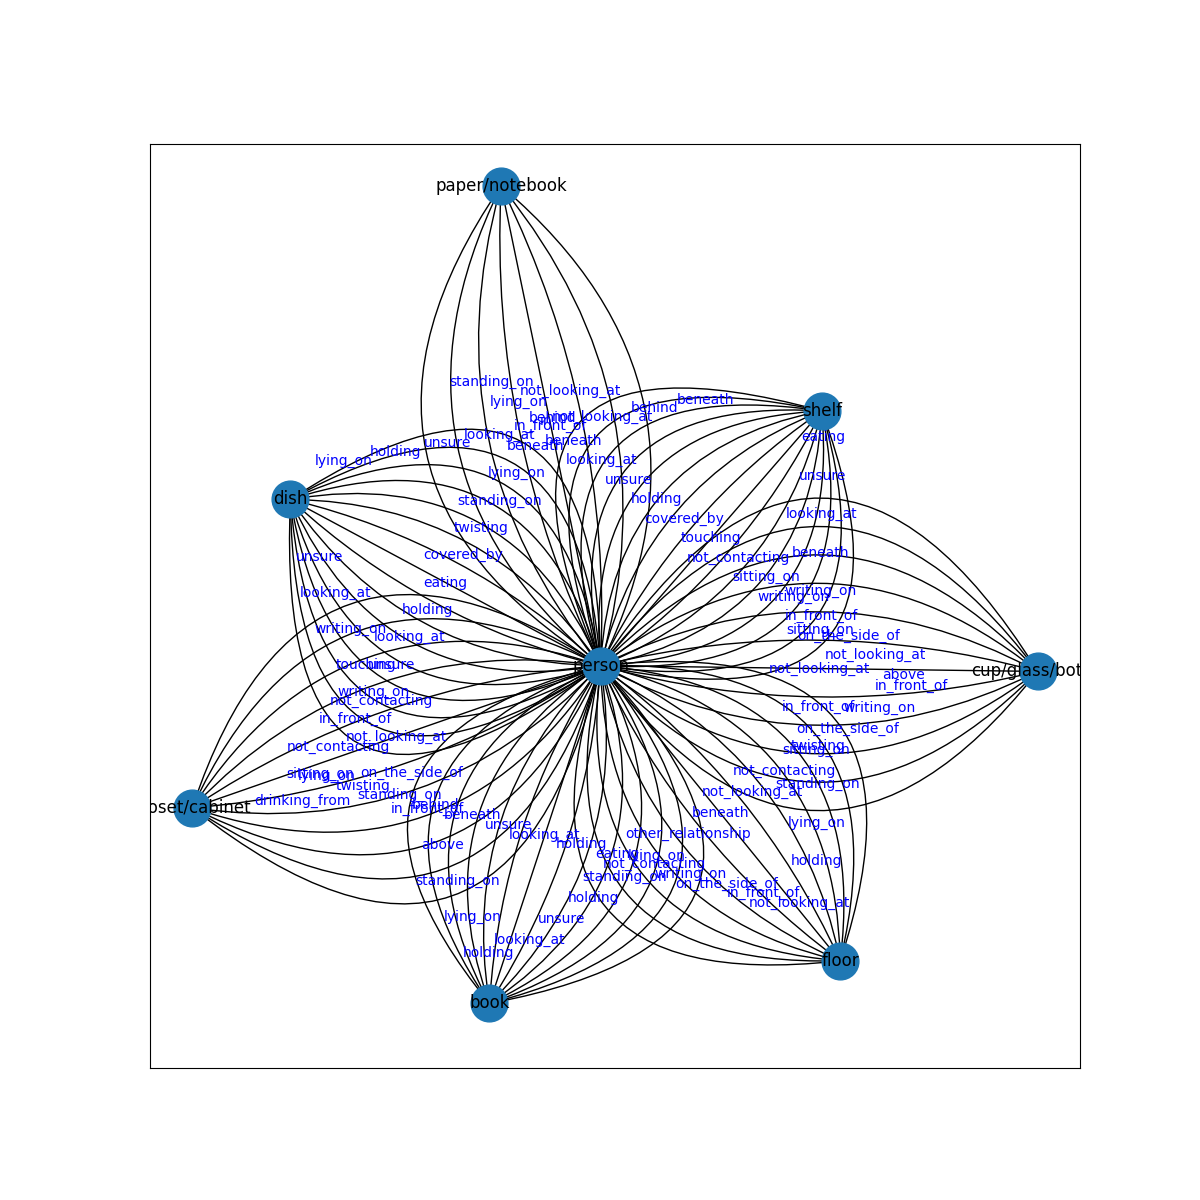 paper/notebook
standing_on
not_looking_at
lying_on
beneath
behind
behind
not_looking_at
shelf
in_front_of
looking_at
beneath
eating
unsure
beneath
holding
lying_on
looking_at
lying_on
unsure
unsure
dish
standing_on
holding
looking_at
covered_by
twisting
touching
unsure
covered_by
not_contacting
beneath
eating
sitting_on
looking_at
writing_on
writing_on
holding
in_front_of
writing_on
sitting_on
looking_at
on_the_side_of
not_looking_at
touching
unsure
person
not_looking_at
cup/glass/bot
above
in_front_of
writing_on
not_contacting
in_front_of
writing_on
in_front_of
on_the_side_of
not_looking_at
not_contacting
twisting
sitting_on
sitting_on
lying_on
on_the_side_of
not_contacting
twisting
standing_on
not_looking_at
standing_on
drinking_from
behind
oset/cabinet
in_front_of
beneath
beneath
unsure
lying_on
looking_at
other_relationship
above
holding
eating
lying_on
not_contacting
holding
writing_on
standing_on
standing_on
on_the_side_of
in_front_of
holding
not_looking_at
lying_on
unsure
looking_at
holding
floor
book